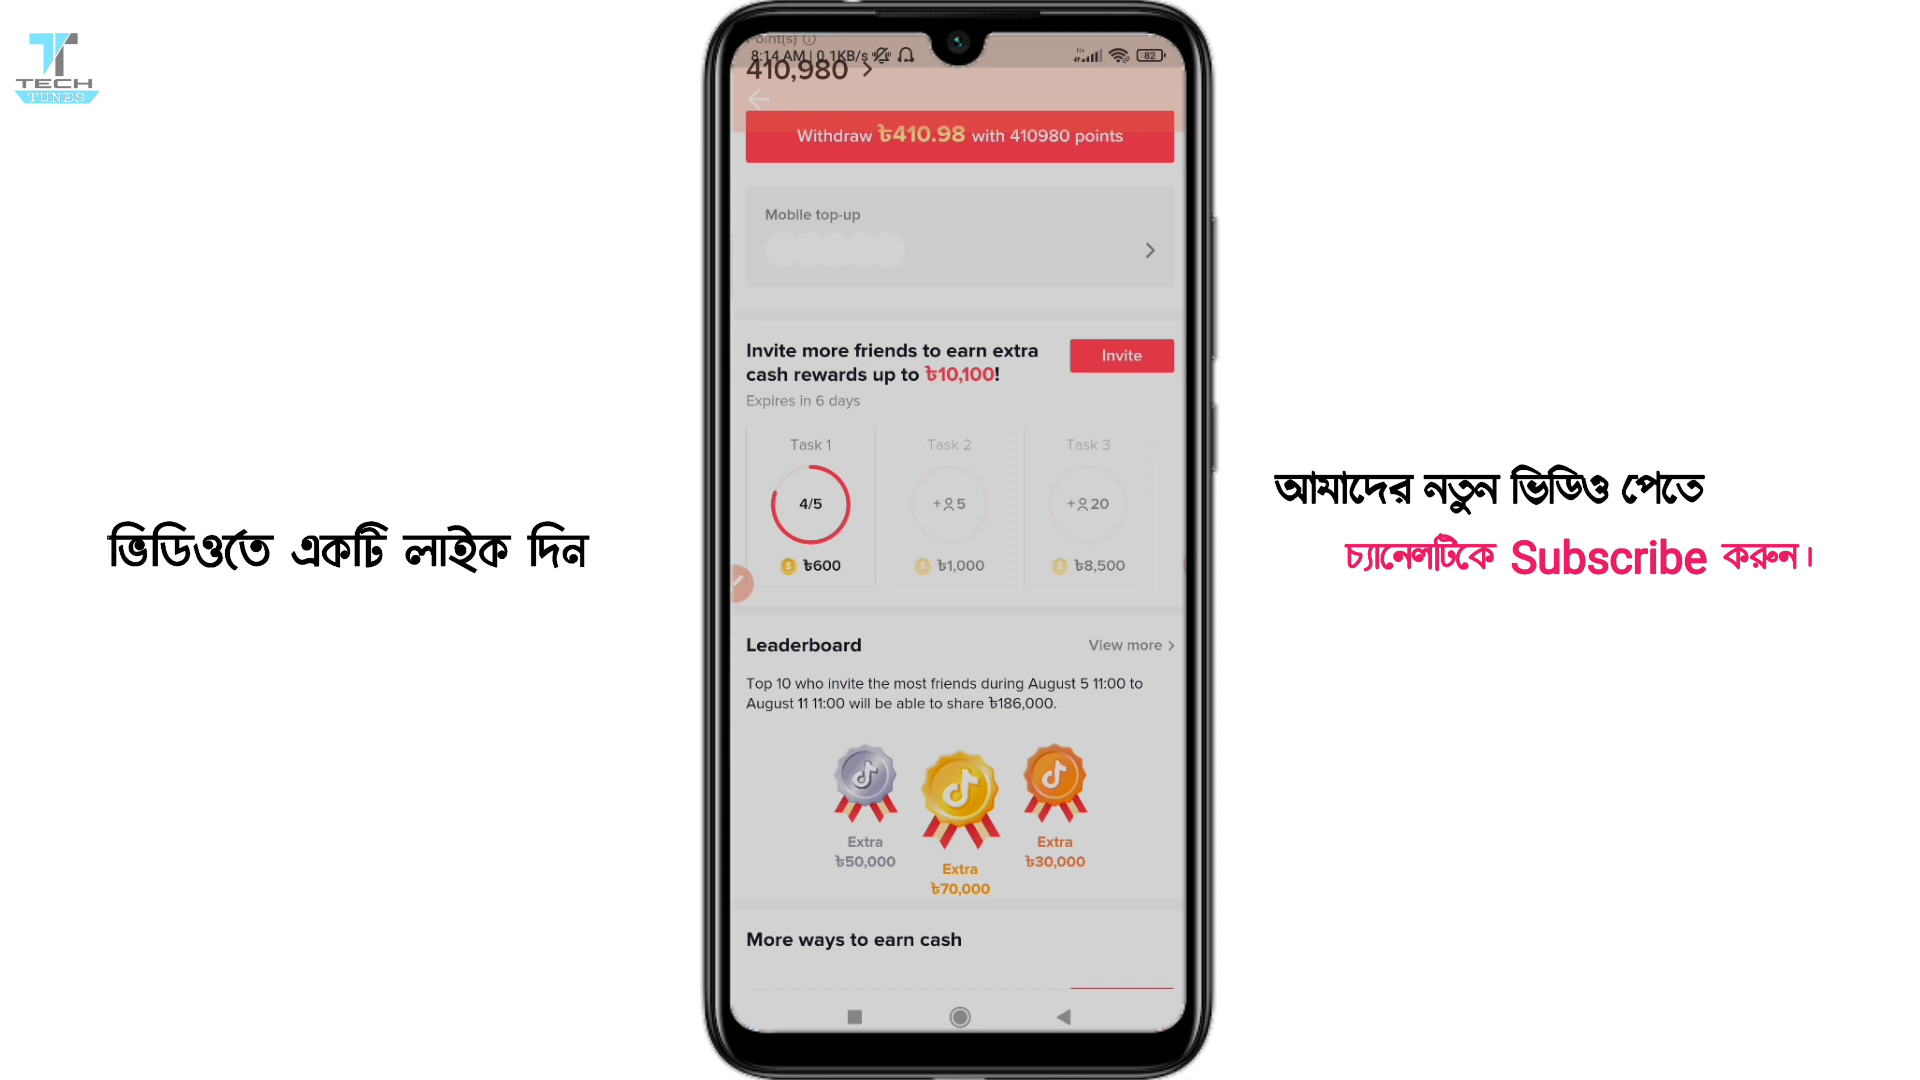 TECH
TUNES
Point(s)
8:14 AM | 0.1KB/s
82
410,980
Withdraw ৳410.98 with 410980 points
Mobile top-up
Invite more friends to earn extra
cash rewards up to ৳10,100!
Invite
Expires in 6 days
Task 1
Task 2
Task 3
4/5
+5
+20
৳600
৳1,000
৳8,500
Leaderboard
View more
Top 10 who invite the most friends during August 5 11:00 to
August 11 11:00 will be able to share ৳186,000.
Extra
৳50,000
Extra
৳70,000
Extra
৳30,000
More ways to earn cash
ভিডিওতে একটি লাইক দিন
আমাদের নতুন ভিডিও পেতে
চ্যানেলটিকে Subscribe করুন।